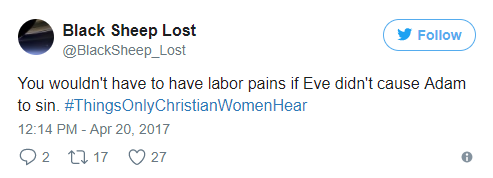 Black Sheep Lost
@BlackSheep_Lost
Follow
You wouldn't have to have labor pains if Eve didn't cause Adam
to sin. #ThingsOnlyChristianWomenHear
12:14 PM - Apr 20, 2017
2 17 27